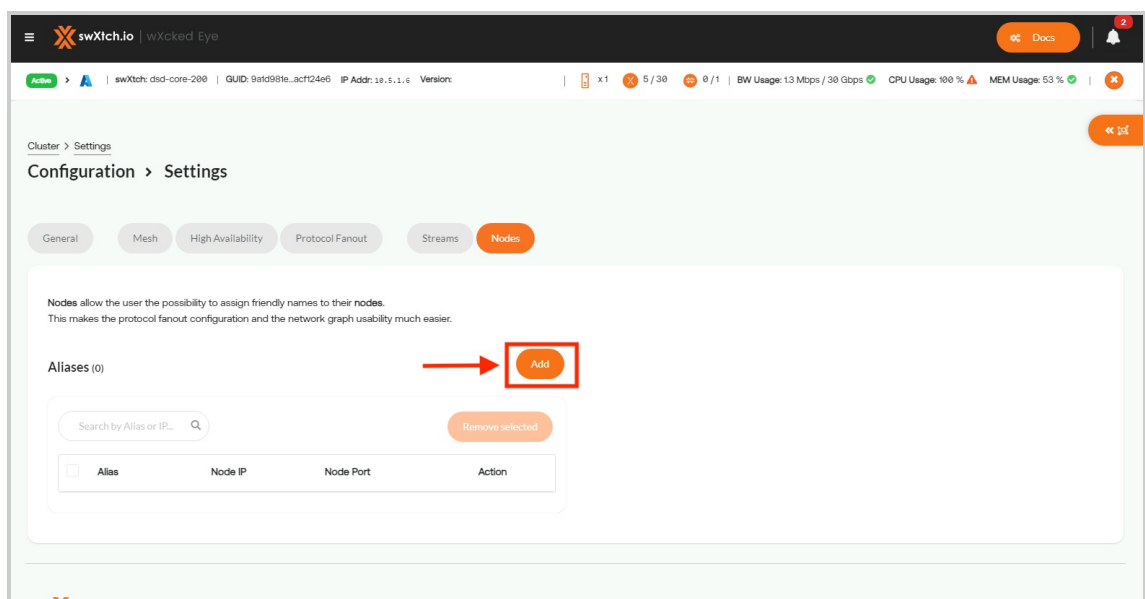 swXtch.io | wXcked Eye
Docs
2
Active > | swXtch: dsd-core-200 | GUID: 9afd981e...acf124e6 IP Addr: 10.5.1.6 Version: | x1 5/30 0/1 | BW Usage: 1.3 Mbps / 30 Gbps CPU Usage: 100 % MEM Usage: 53 % |
Cluster > Settings
Configuration > Settings
General Mesh High Availability Protocol Fanout Streams Nodes
Nodes allow the user the possibility to assign friendly names to their nodes.
This makes the protocol fanout configuration and the network graph usability much easier.
Aliases (0)
Add
Search by Alias or IP...
Remove selected
Alias Node IP Node Port Action